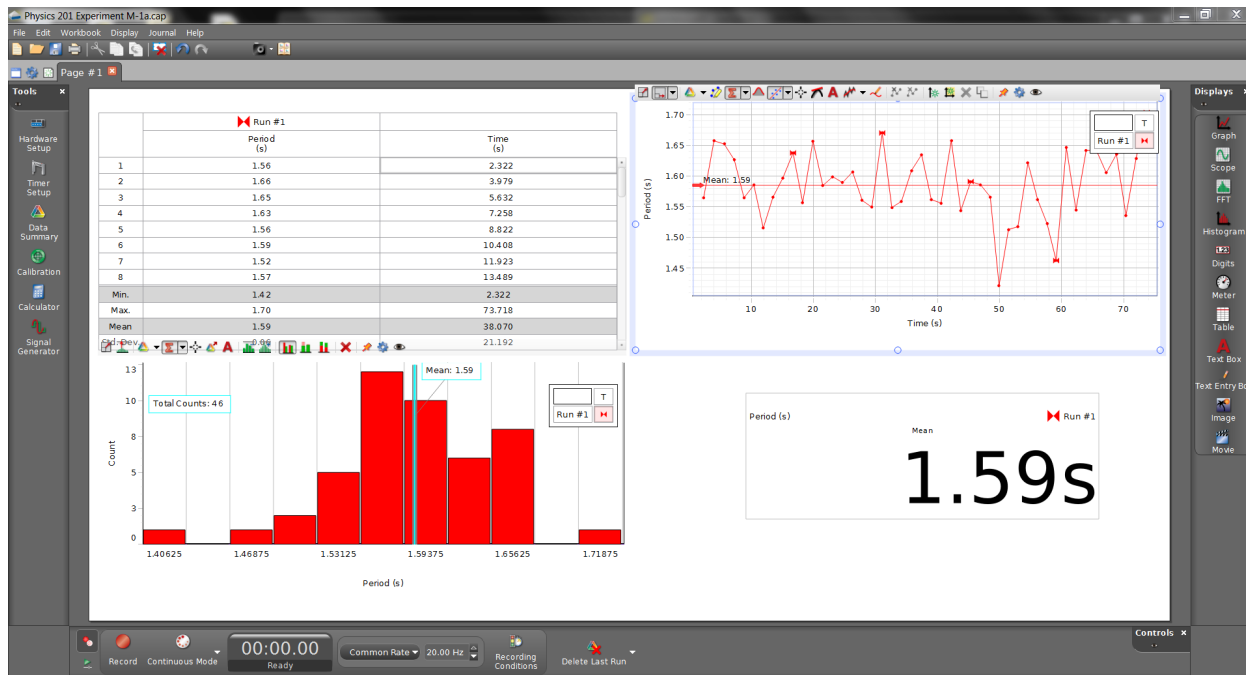 Physics 201 Experiment M-1a.cap
File Edit Workbook Display Journal Help
Page #1
Tools
Hardware
Setup
Timer
Setup
Data
Summary
Calibration
Calculator
Signal
Generator
Run #1
Period
(s)
Time
(s)
1 1.56 2.322
2 1.66 3.979
3 1.65 5.632
4 1.63 7.258
5 1.56 8.822
6 1.59 10.408
7 1.52 11.923
8 1.57 13.489
Min. 1.42 2.322
Max. 1.70 73.718
Mean 1.59 38.070
Std. Dev. 0.06 21.192
1.70
1.65
1.60
1.55
1.50
1.45
Period (s)
Mean: 1.59
T
Run #1
10 20 30 40 50 60 70
Time (s)
13
10
8
5
3
0
Count
Total Counts: 46
Mean: 1.59
T
Run #1
1.40625 1.46875 1.53125 1.59375 1.65625 1.71875
Period (s)
Period (s)
Run #1
Mean
1.59s
Displays
Graph
Scope
FFT
Histogram
1.23
Digits
Meter
Table
A
Text Box
Text Entry Bo
Image
Movie
Record
Continuous Mode
00:00.00
Ready
Common Rate
20.00 Hz
Recording
Conditions
Delete Last Run
Controls